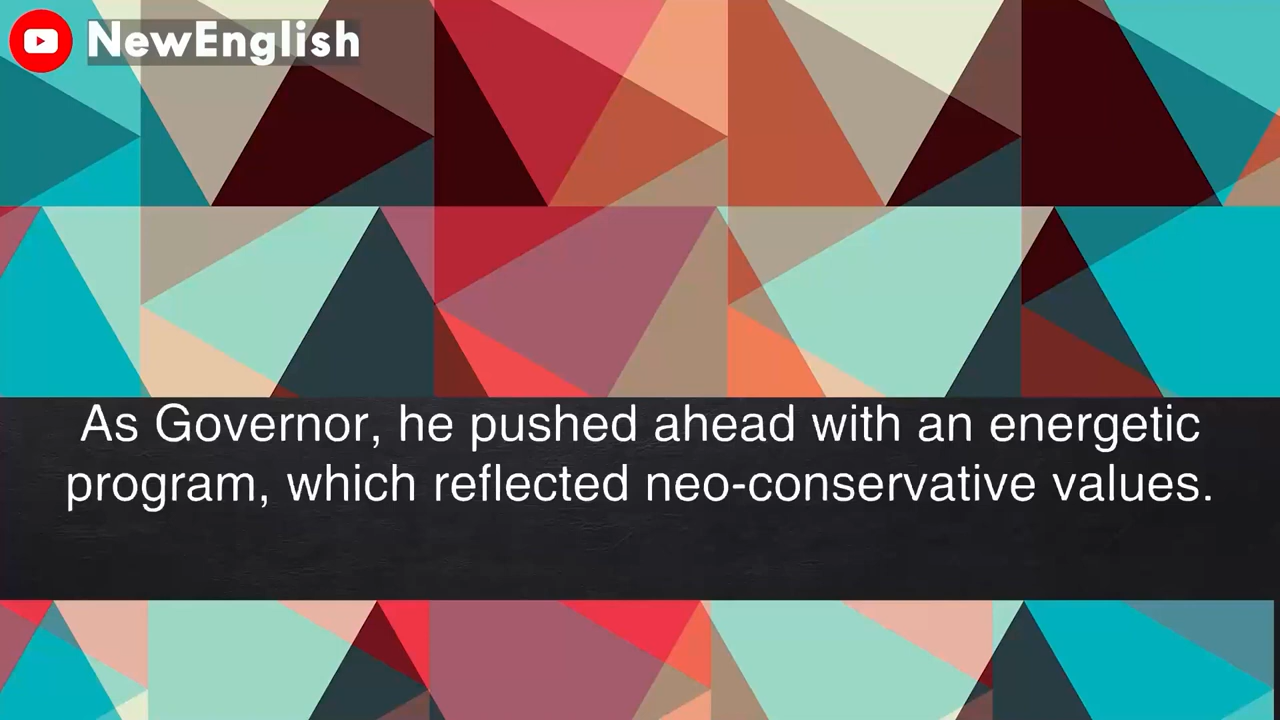 NewEnglish
As Governor, he pushed ahead with an energetic
program, which reflected neo-conservative values.